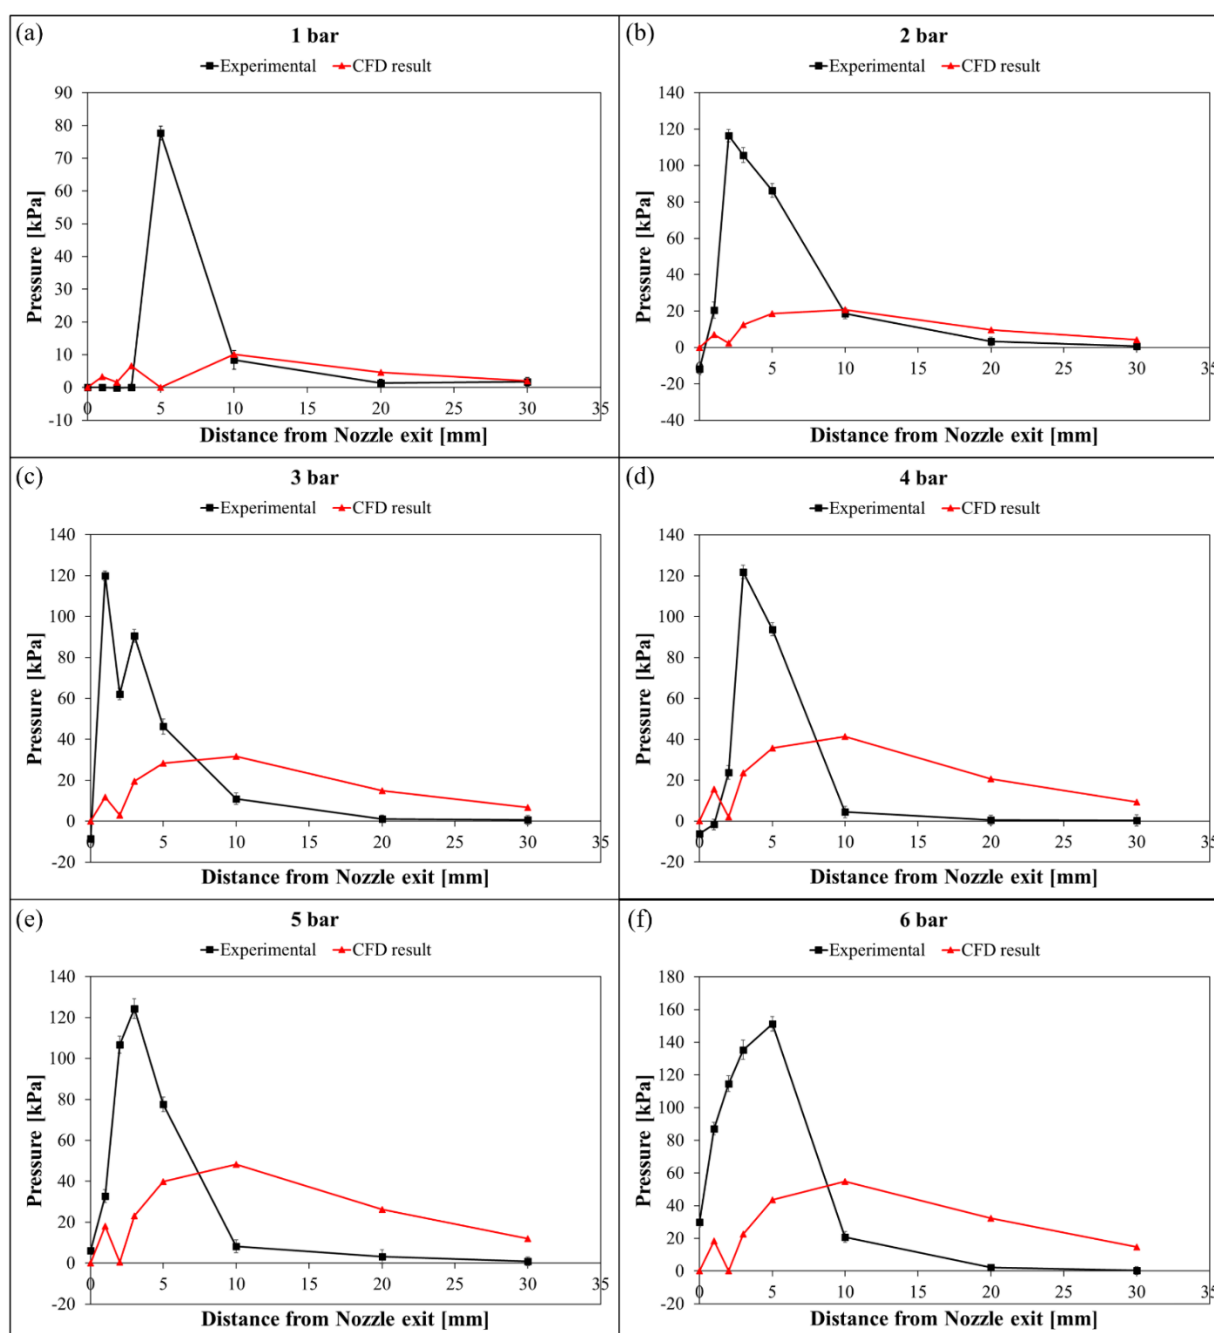 (a)
1 bar
Experimental CFD result
90
80
70
60
50
40
30
20
10
0
-10
0 5 10 15 20 25 30 35
Pressure [kPa]
Distance from Nozzle exit [mm]
(b)
2 bar
Experimental CFD result
140
120
100
80
60
40
20
0
-20
-40
0 5 10 15 20 25 30 35
Pressure [kPa]
Distance from Nozzle exit [mm]
(c)
3 bar
Experimental CFD result
140
120
100
80
60
40
20
0
-20
0 5 10 15 20 25 30 35
Pressure [kPa]
Distance from Nozzle exit [mm]
(d)
4 bar
Experimental CFD result
140
120
100
80
60
40
20
0
-20
0 5 10 15 20 25 30 35
Pressure [kPa]
Distance from Nozzle exit [mm]
(e)
5 bar
Experimental CFD result
140
120
100
80
60
40
20
0
-20
0 5 10 15 20 25 30 35
Pressure [kPa]
Distance from Nozzle exit [mm]
(f)
6 bar
Experimental CFD result
180
160
140
120
100
80
60
40
20
0
-20
0 5 10 15 20 25 30 35
Pressure [kPa]
Distance from Nozzle exit [mm]